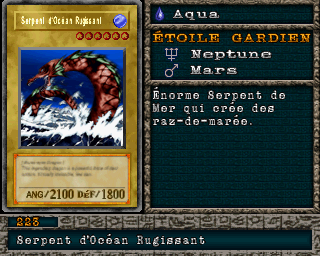 Serpent d'Océan Rugissant
ANG/2100 DéF/1800
Aqua
ÉTOILE GARDIEN
Neptune
Mars
Énorme Serpent de
Mer qui crée des
raz-de-marée.
223
Serpent d'Océan Rugissant